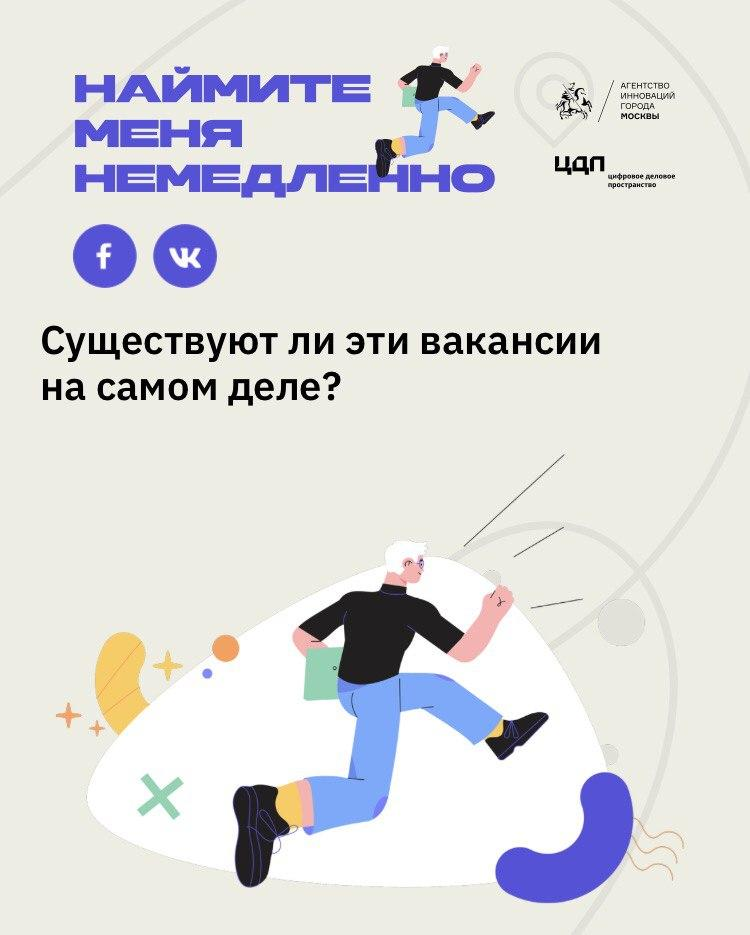 НАЙМИТЕ
МЕНЯ
НЕМЕДЛЕННО
АГЕНТСТВО
ИННОВАЦИЙ
ГОРОДА
МОСКВЫ
ЦДП
цифровое деловое
пространство
f
VK
Существуют ли эти вакансии
на самом деле?